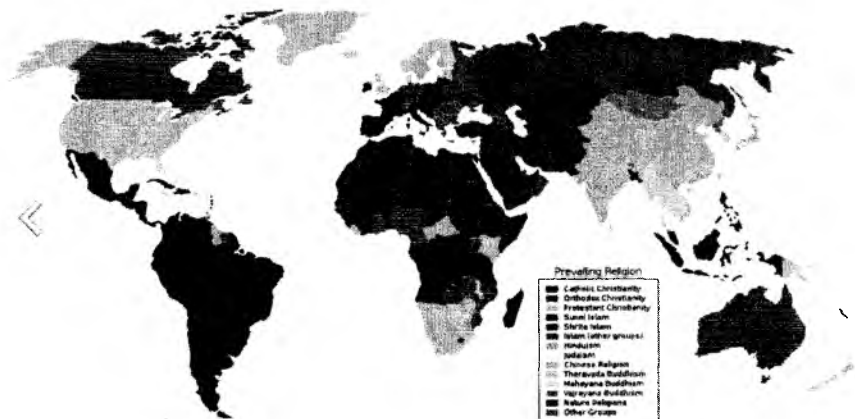 Prevailing Religion
Catholic Christianity
Orthodox Christianity
Protestant Christianity
Sunni Islam
Shi'ite Islam
Islam (other groups)
Hinduism
Judaism
Chinese Religion
Theravada Buddhism
Mahayana Buddhism
Vajrayana Buddhism
Nature Religions
Other Groups